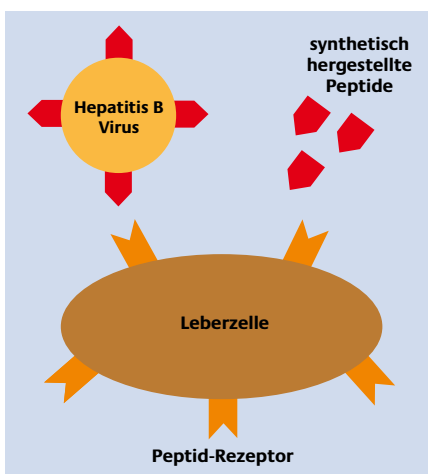 Hepatitis B
Virus
synthetisch
hergestellte
Peptide
Leberzelle
Peptid-Rezeptor